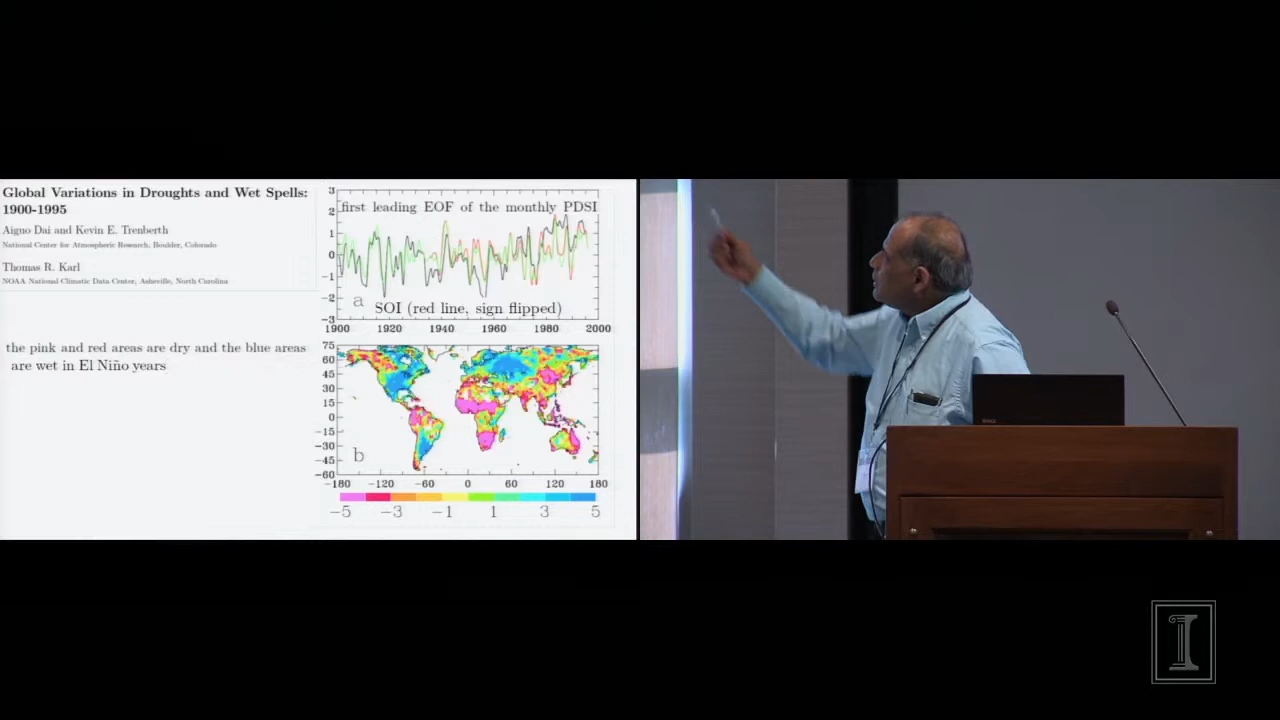 Global Variations in Droughts and Wet Spells:
1900-1995
Aiguo Dai and Kevin E. Trenberth
National Center for Atmospheric Research, Boulder, Colorado
Thomas R. Karl
NOAA National Climatic Data Center, Asheville, North Carolina
the pink and red areas are dry and the blue areas
are wet in El Niño years
3
first leading EOF of the monthly PDSI
2
1
0
−1
−2
a
SOI (red line, sign flipped)
−3
1900 1920 1940 1960 1980 2000
75
60
45
30
15
0
−15
−30
−45
b
−60
−180 −120 −60 0 60 120 180
−5 −3 −1 1 3 5
I